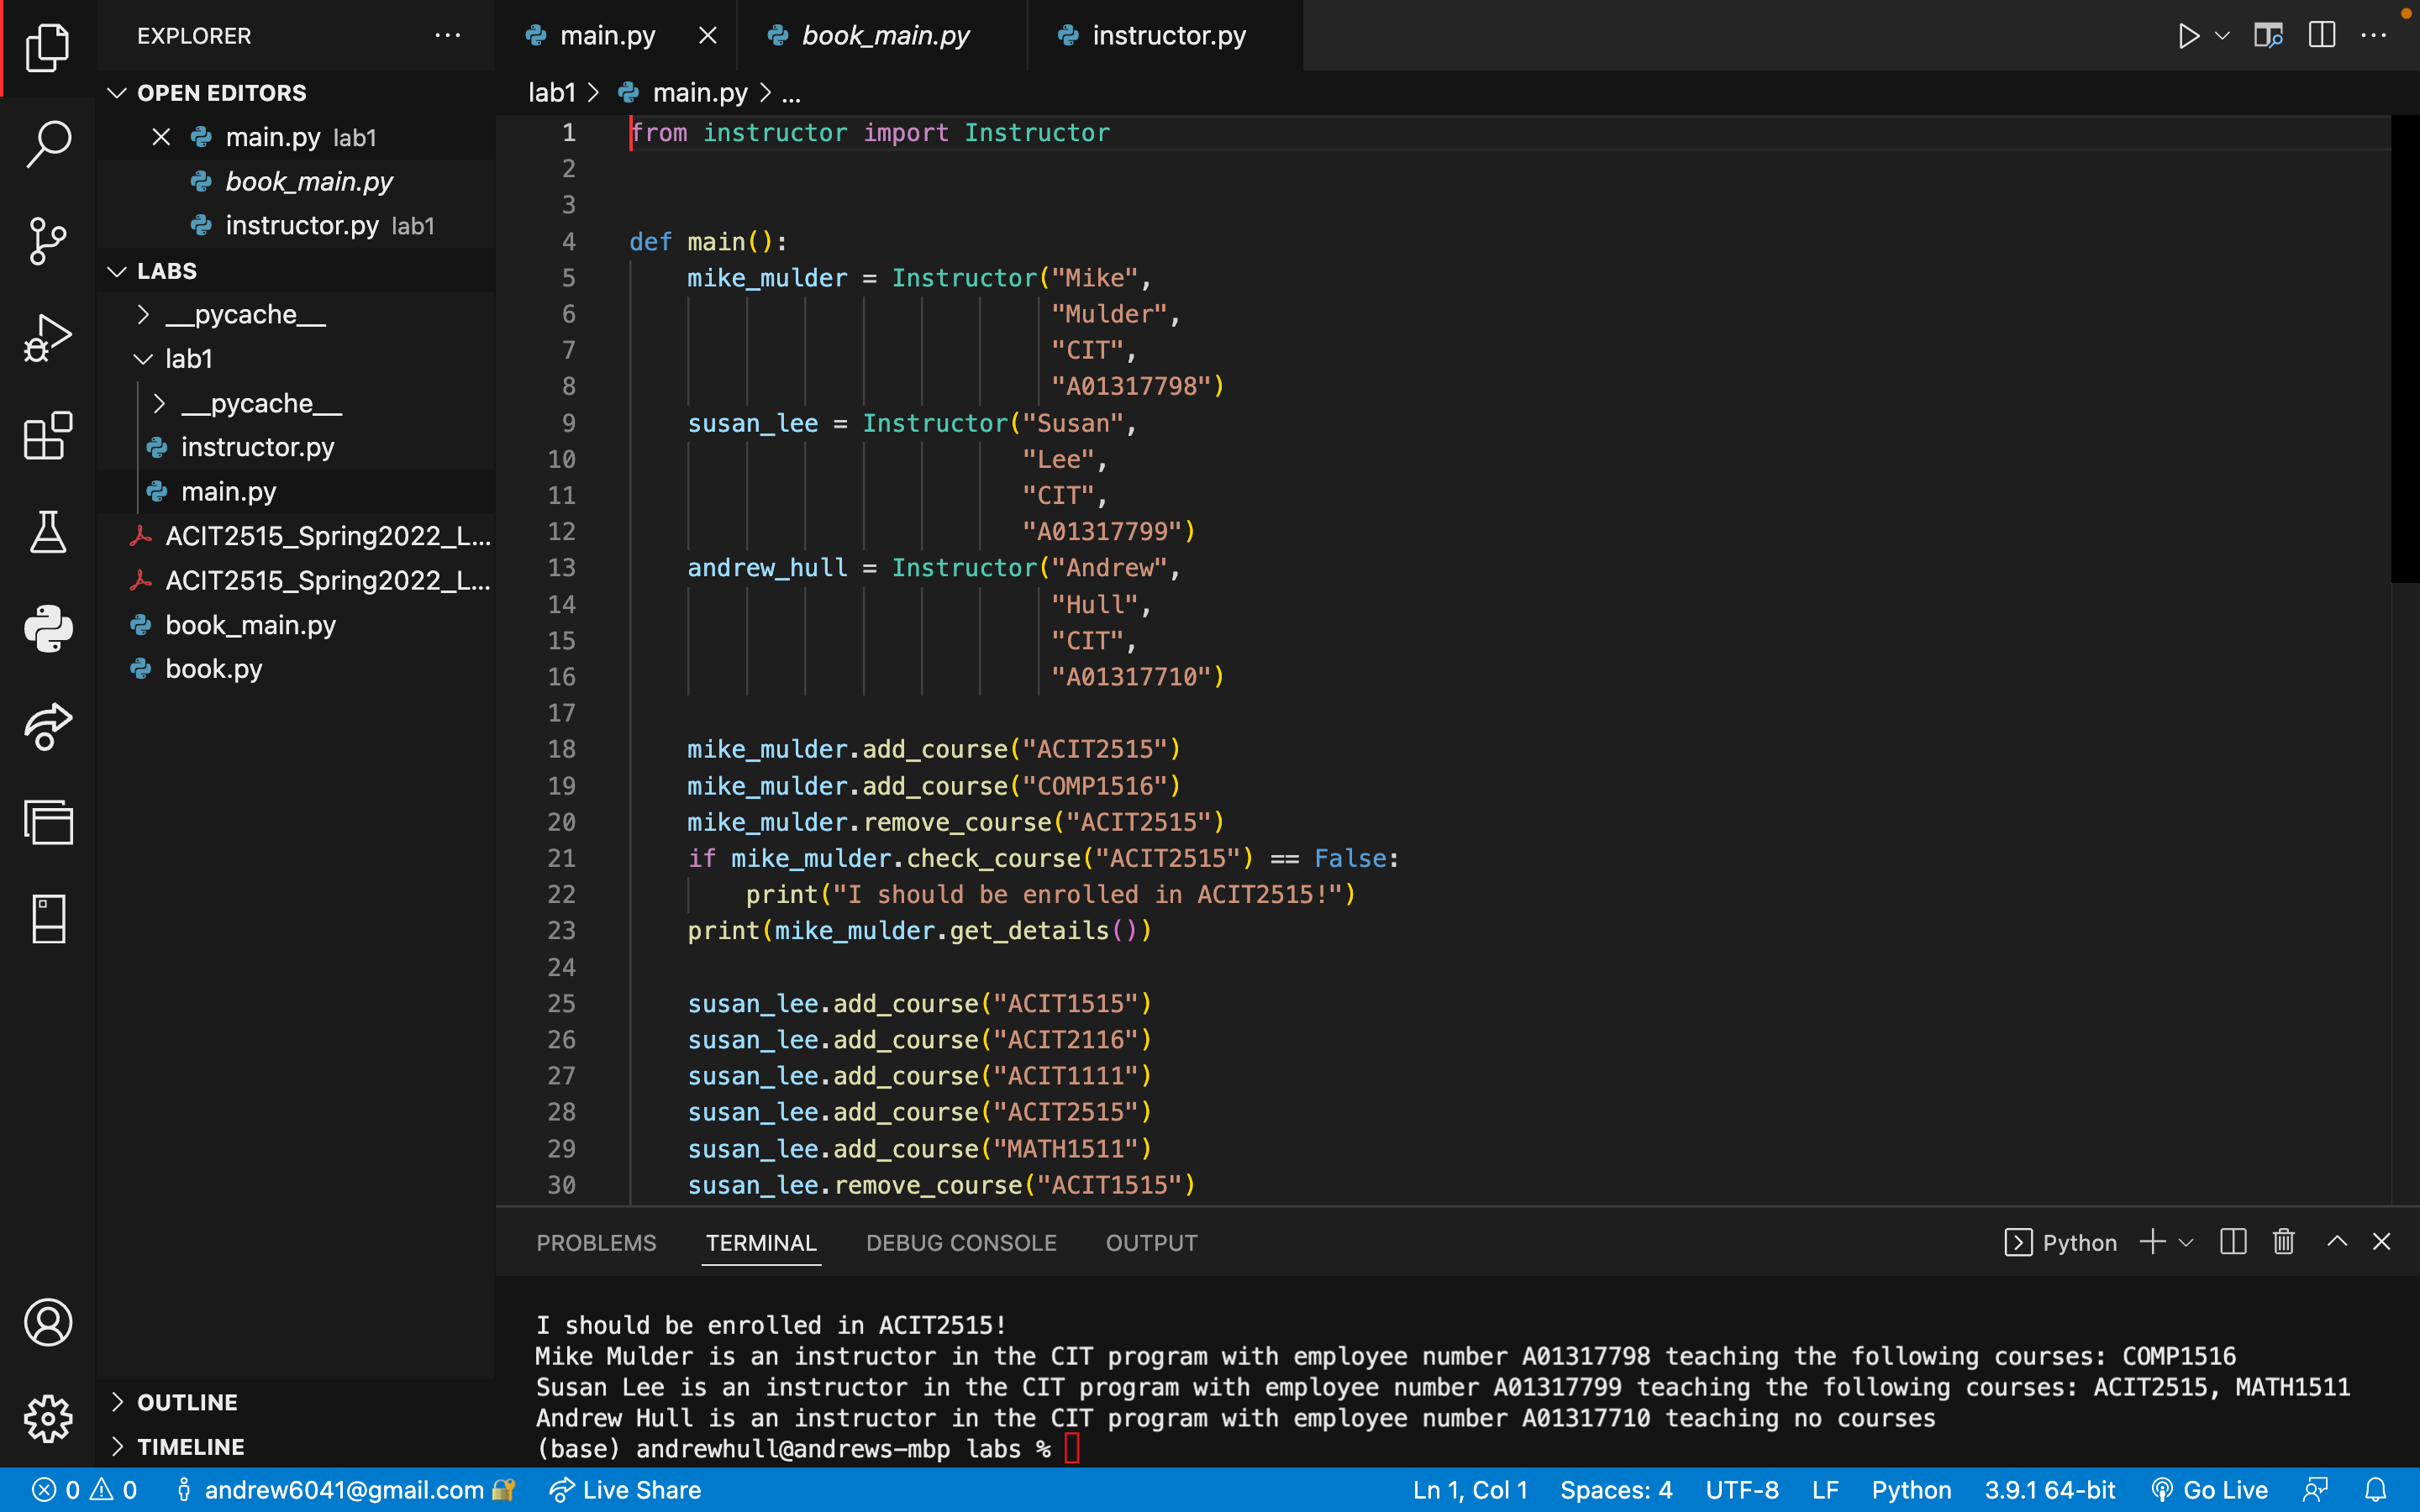 EXPLORER
OPEN EDITORS
main.py lab1
book_main.py
instructor.py lab1
LABS
__pycache__
lab1
__pycache__
instructor.py
main.py
ACIT2515_Spring2022_L...
ACIT2515_Spring2022_L...
book_main.py
book.py
OUTLINE
TIMELINE
main.py book_main.py instructor.py
lab1 > main.py > ...
1 from instructor import Instructor
2
3
4 def main():
5 mike_mulder = Instructor("Mike",
6 "Mulder",
7 "CIT",
8 "A01317798")
9 susan_lee = Instructor("Susan",
10 "Lee",
11 "CIT",
12 "A01317799")
13 andrew_hull = Instructor("Andrew",
14 "Hull",
15 "CIT",
16 "A01317710")
17
18 mike_mulder.add_course("ACIT2515")
19 mike_mulder.add_course("COMP1516")
20 mike_mulder.remove_course("ACIT2515")
21 if mike_mulder.check_course("ACIT2515") == False:
22 print("I should be enrolled in ACIT2515!")
23 print(mike_mulder.get_details())
24
25 susan_lee.add_course("ACIT1515")
26 susan_lee.add_course("ACIT2116")
27 susan_lee.add_course("ACIT1111")
28 susan_lee.add_course("ACIT2515")
29 susan_lee.add_course("MATH1511")
30 susan_lee.remove_course("ACIT1515")
PROBLEMS TERMINAL DEBUG CONSOLE OUTPUT Python
I should be enrolled in ACIT2515!
Mike Mulder is an instructor in the CIT program with employee number A01317798 teaching the following courses: COMP1516
Susan Lee is an instructor in the CIT program with employee number A01317799 teaching the following courses: ACIT2515, MATH1511
Andrew Hull is an instructor in the CIT program with employee number A01317710 teaching no courses
(base) andrewhull@andrews-mbp labs %
0 0 andrew6041@gmail.com Live Share Ln 1, Col 1 Spaces: 4 UTF-8 LF Python 3.9.1 64-bit Go Live